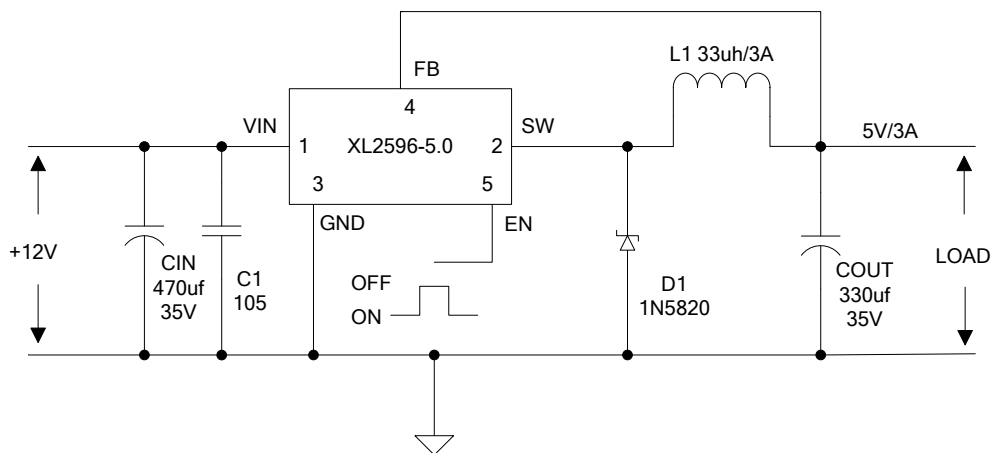 L1 33uh/3A
FB
4
VIN
SW
5V/3A
1
XL2596-5.0
2
3
5
GND
EN
+12V
CIN
470uf
35V
C1
105
OFF
ON
D1
1N5820
COUT
330uf
35V
LOAD